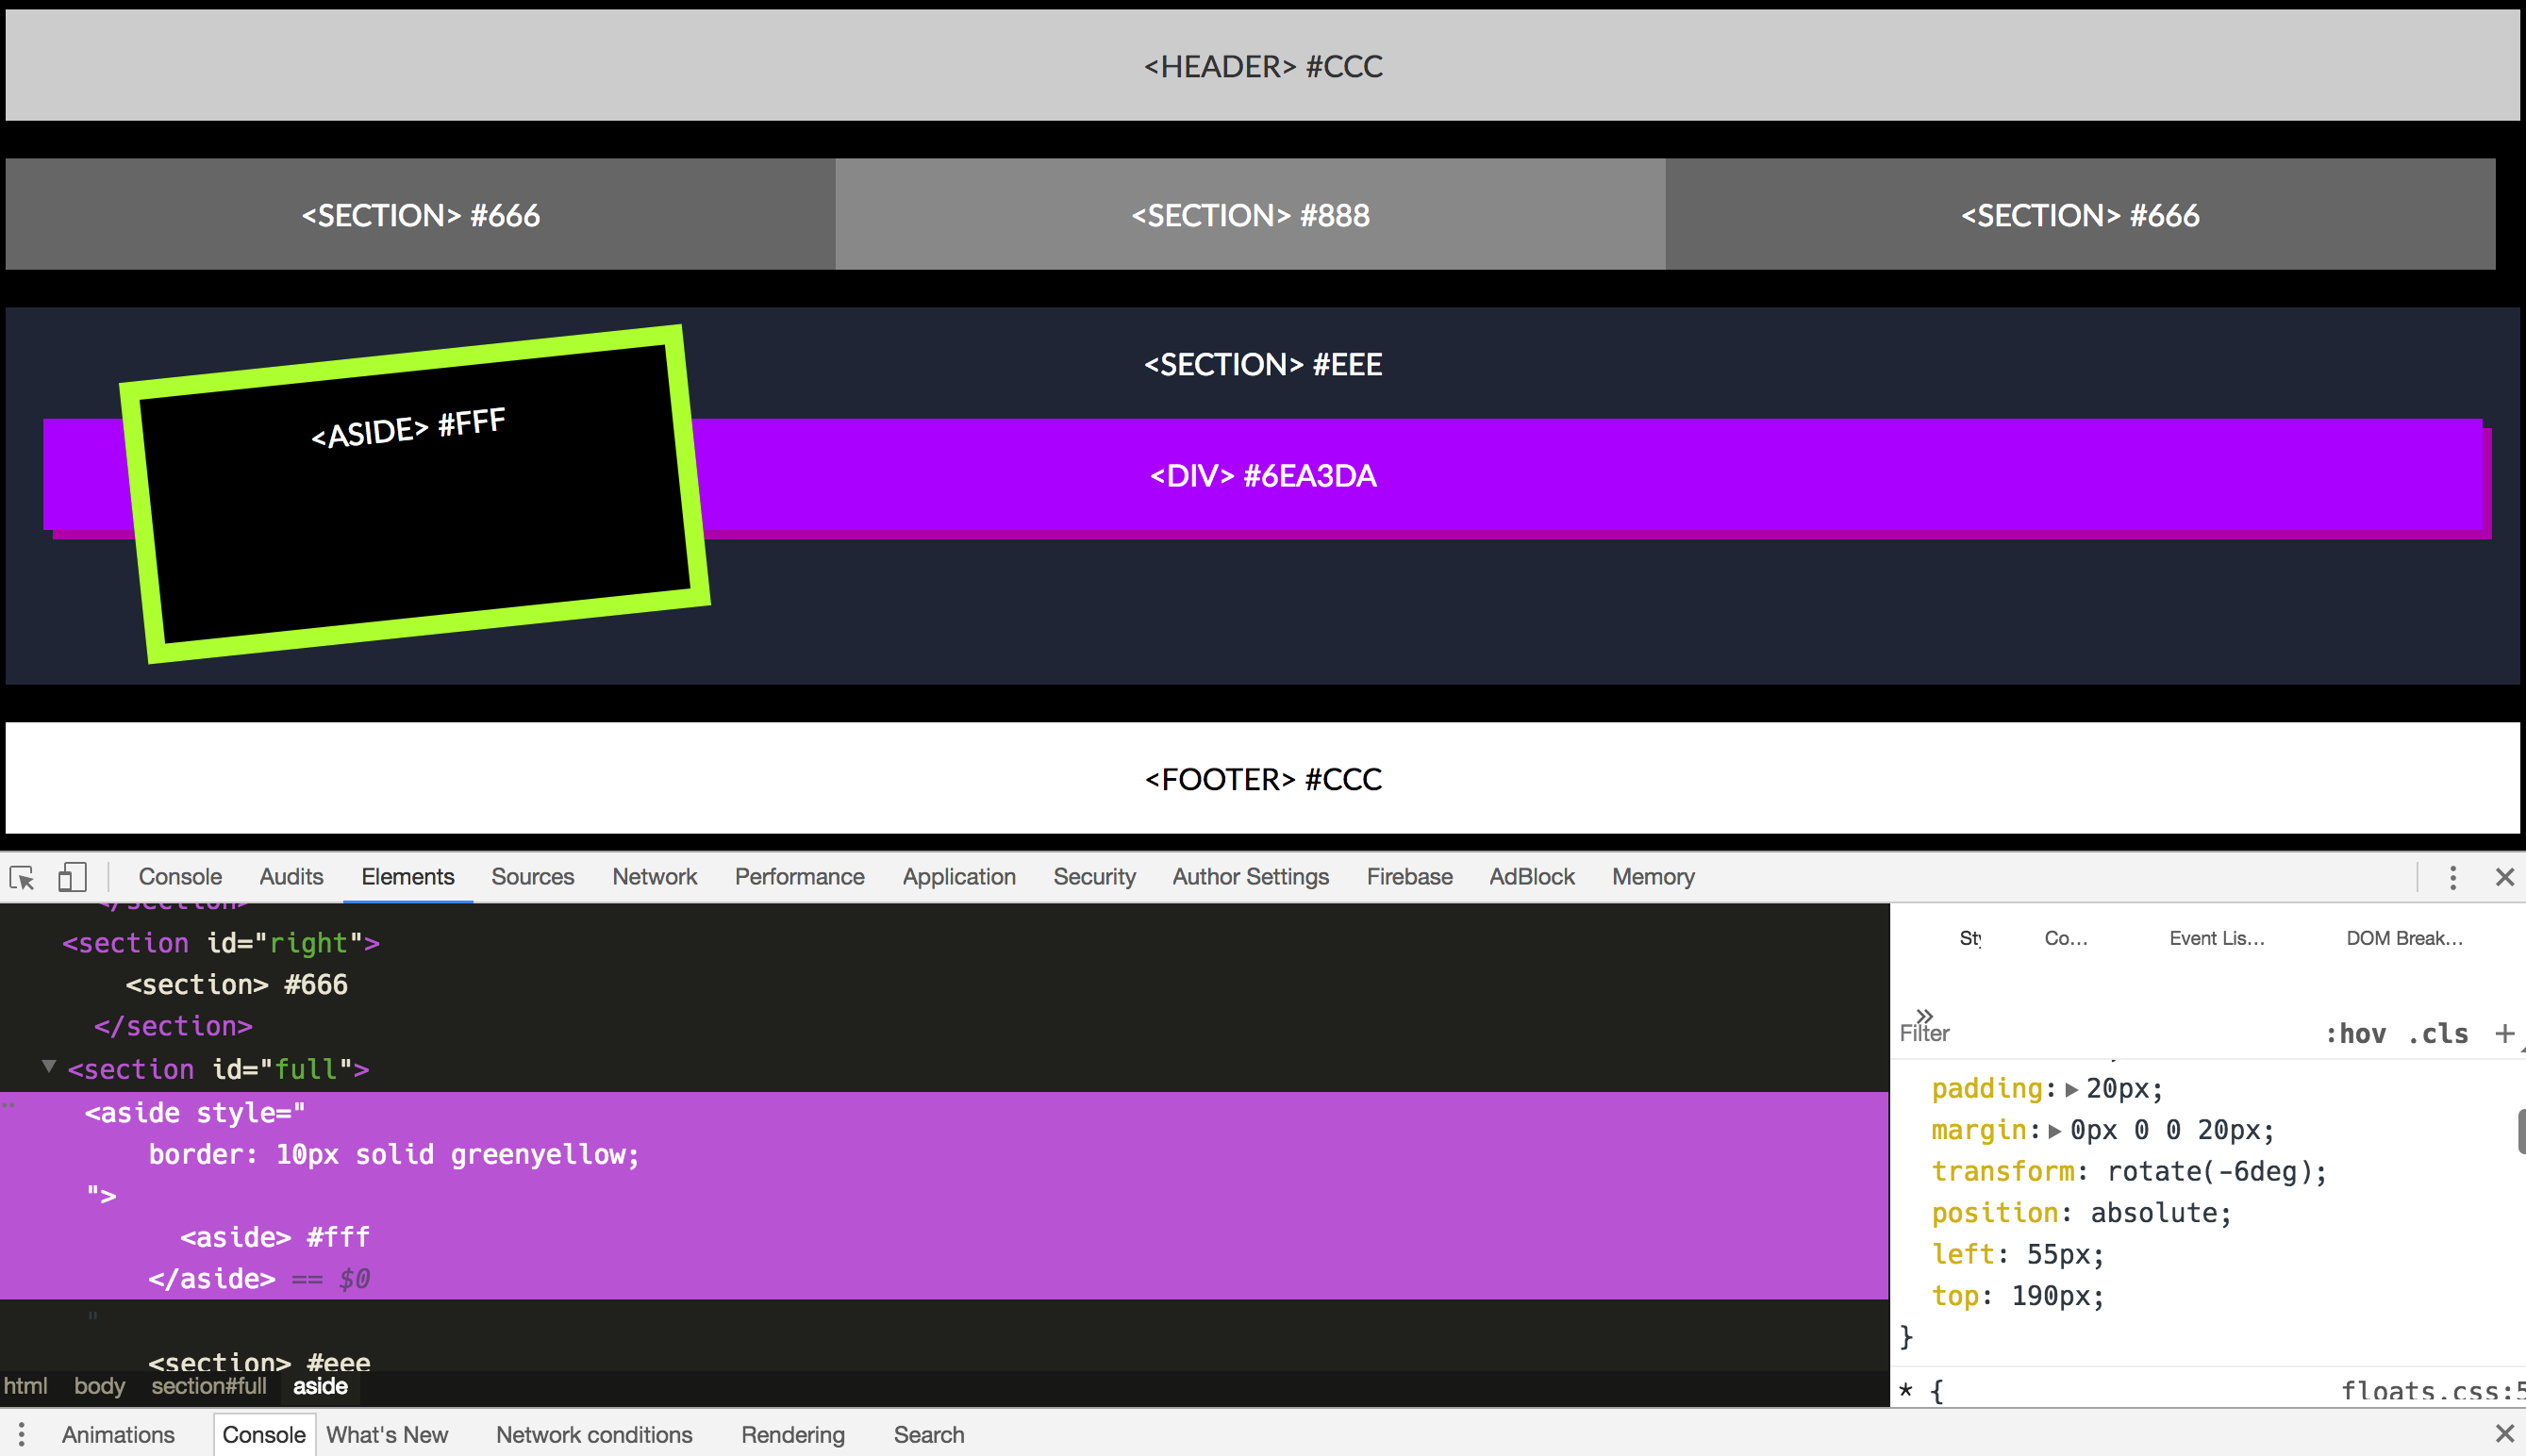 <HEADER> #CCC
<SECTION> #666
<SECTION> #888
<SECTION> #666
<SECTION> #EEE
<ASIDE> #FFF
<DIV> #6EA3DA
<FOOTER> #CCC
Console Audits Elements Sources Network Performance Application Security Author Settings Firebase AdBlock Memory
</section>
<section id="right">
<section> #666
</section>
<section id="full">
<aside style="
border: 10px solid greenyellow;
">
<aside> #fff
</aside> == $0
"
<section> #eee
html body section#full aside
Co... Event Lis... DOM Break...
Filter :hov .cls +
padding: 20px;
margin: 0px 0 0 20px;
transform: rotate(-6deg);
position: absolute;
left: 55px;
top: 190px;
}
* { floats.css:5
Animations Console What's New Network conditions Rendering Search